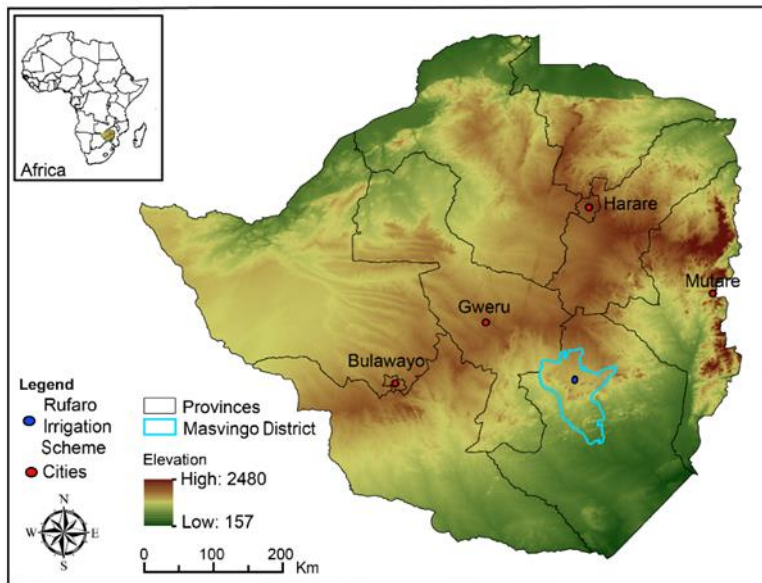 Africa
Harare
Mutare
Gweru
Bulawayo
Legend
Rufaro
Irrigation
Scheme
Cities
Provinces
Masvingo District
Elevation
High: 2480
Low: 157
N
W
E
S
0 100 200
Km